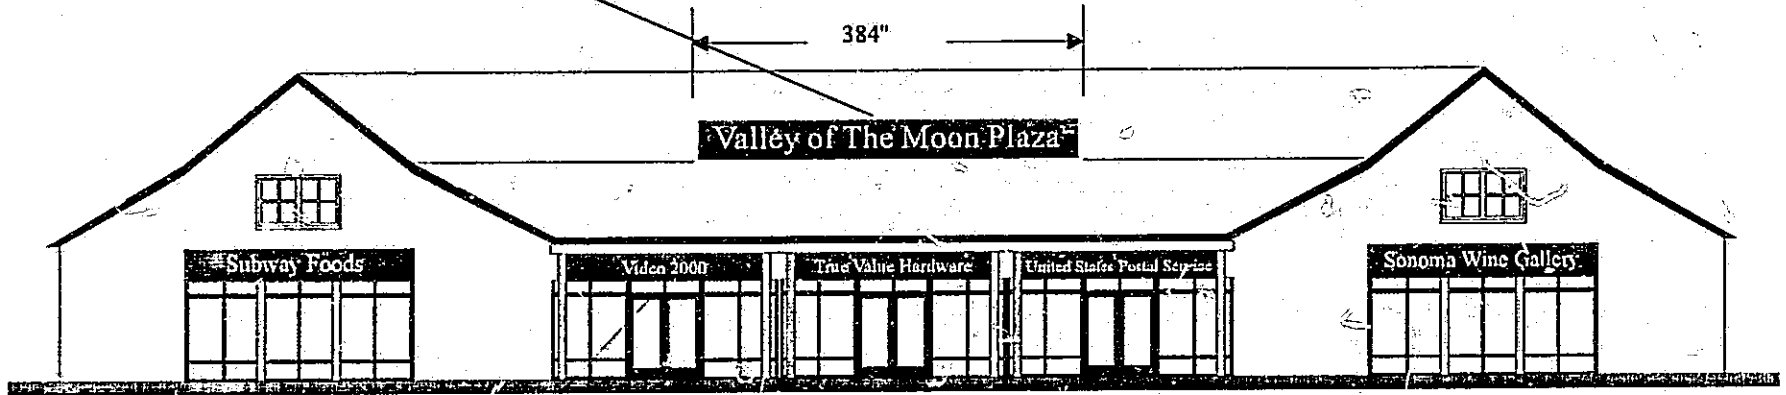 384"
Valley of The Moon Plaza
Subway Foods
Video 2000
True Value Hardware
United States Postal Service
Sonoma Wine Gallery